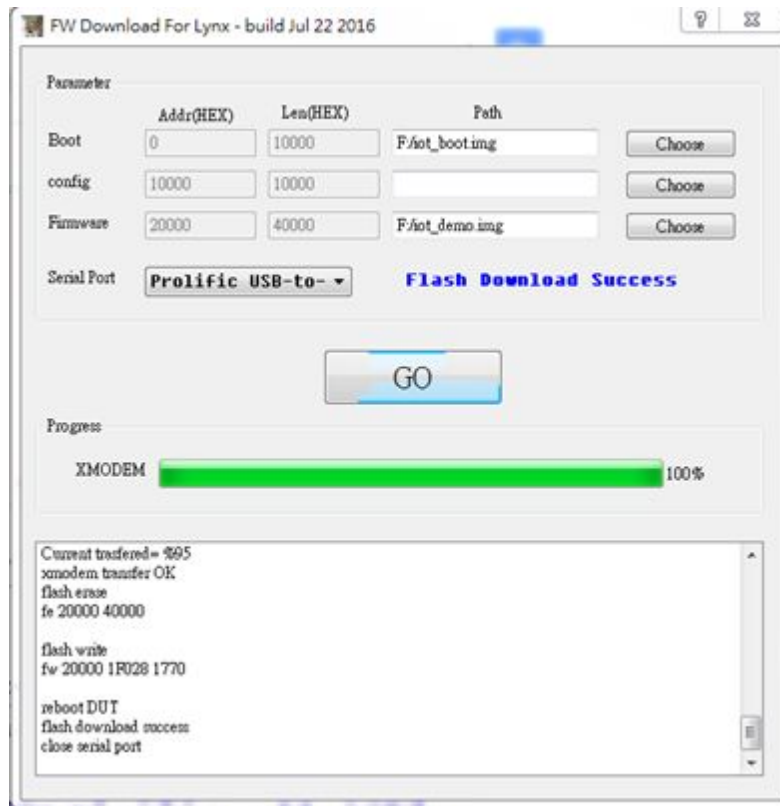 FW Download For Lynx - build Jul 22 2016
Parameter
Addr(HEX) Len(HEX) Path
Boot 0 10000 F:/iot_boot.img Choose
config 10000 10000 Choose
Firmware 20000 40000 F:/iot_demo.img Choose
Serial Port Prolific USB-to- Flash Download Success
GO
Progress
XMODEM 100%
Current trasfered= %95
xmodem transfer OK
flash erase
fe 20000 40000
flash write
fw 20000 1F028 1770
reboot DUT
flash download success
close serial port